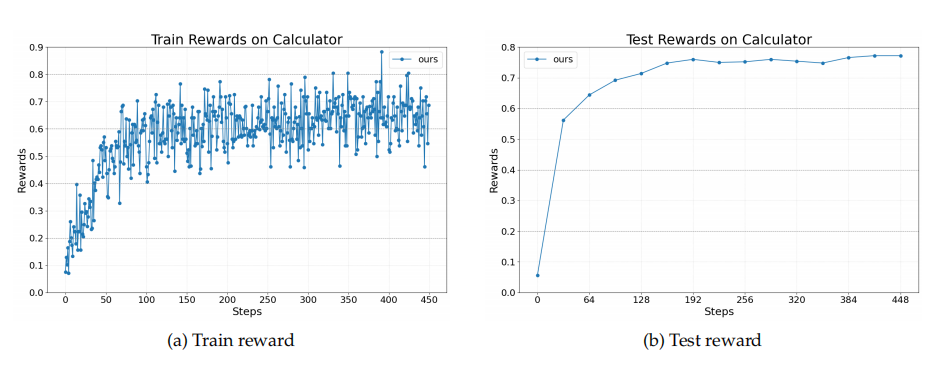 Train Rewards on Calculator
ours
0.9
0.8
0.7
0.6
0.5
0.4
0.3
0.2
0.1
0.0
Rewards
0 50 100 150 200 250 300 350 400 450
Steps
(a) Train reward
Test Rewards on Calculator
ours
0.8
0.7
0.6
0.5
0.4
0.3
0.2
0.1
0.0
Rewards
0 64 128 192 256 320 384 448
Steps
(b) Test reward